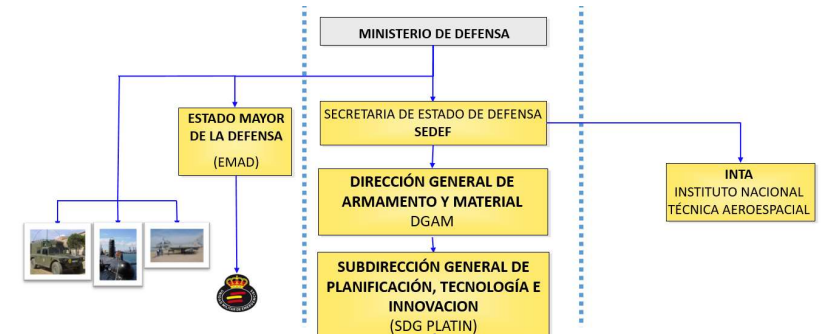 MINISTERIO DE DEFENSA
ESTADO MAYOR
DE LA DEFENSA
(EMAD)
SECRETARIA DE ESTADO DE DEFENSA
SEDEF
INTA
INSTITUTO NACIONAL
TÉCNICA AEROESPACIAL
DIRECCIÓN GENERAL DE
ARMAMENTO Y MATERIAL
DGAM
SUBDIRECCIÓN GENERAL DE
PLANIFICACIÓN, TECNOLOGÍA E
INNOVACION
(SDG PLATIN)